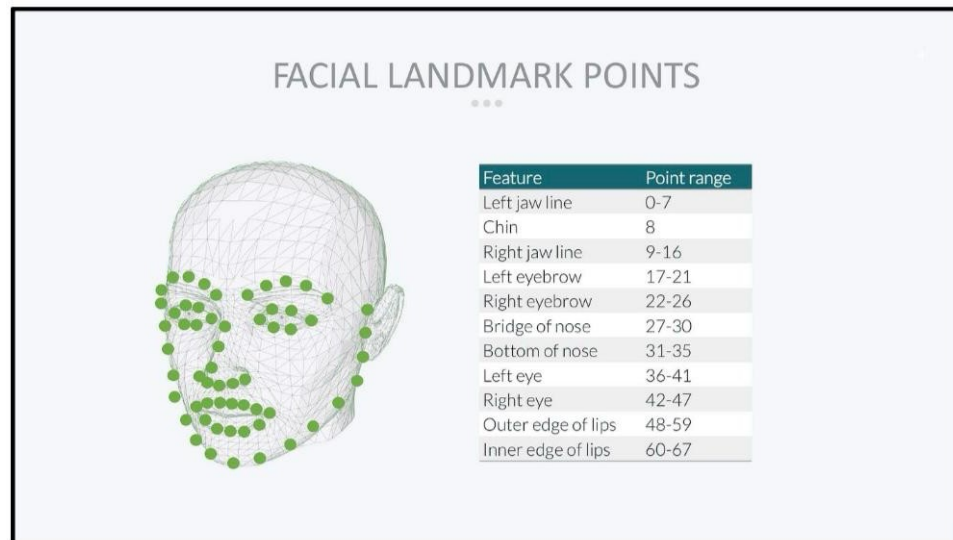 FACIAL LANDMARK POINTS
Feature Point range
Left jaw line 0-7
Chin 8
Right jaw line 9-16
Left eyebrow 17-21
Right eyebrow 22-26
Bridge of nose 27-30
Bottom of nose 31-35
Left eye 36-41
Right eye 42-47
Outer edge of lips 48-59
Inner edge of lips 60-67